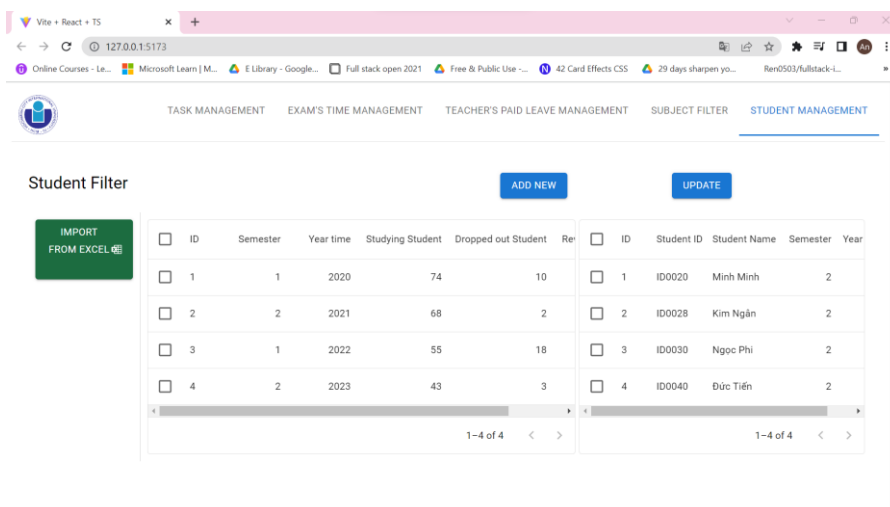 Vite + React + TS
127.0.0.1:5173
An
Online Courses - Le... Microsoft Learn | M... E Library - Google... Full stack open 2021 Free & Public Use -... 42 Card Effects CSS 29 days sharpen yo... Ren0503/fullstack-i...
TASK MANAGEMENT EXAM'S TIME MANAGEMENT TEACHER'S PAID LEAVE MANAGEMENT SUBJECT FILTER STUDENT MANAGEMENT
Student Filter ADD NEW UPDATE
IMPORT
FROM EXCEL
ID Semester Year time Studying Student Dropped out Student
1 1 2020 74 10
2 2 2021 68 2
3 1 2022 55 18
4 2 2023 43 3
1–4 of 4
ID Student ID Student Name Semester Year
1 ID0020 Minh Minh 2
2 ID0028 Kim Ngân 2
3 ID0030 Ngọc Phi 2
4 ID0040 Đức Tiến 2
1–4 of 4